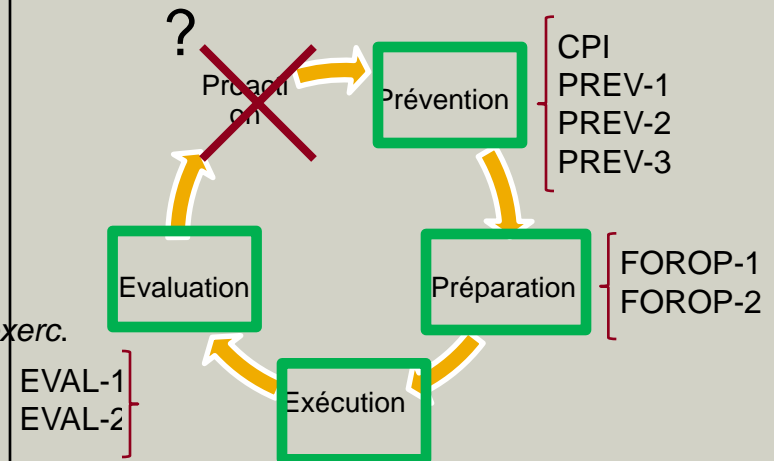 ?
Proacti
on
Prévention
CPI
PREV-1
PREV-2
PREV-3
Evaluation
Préparation
FOROP-1
FOROP-2
xerc.
EVAL-1
EVAL-2
Exécution